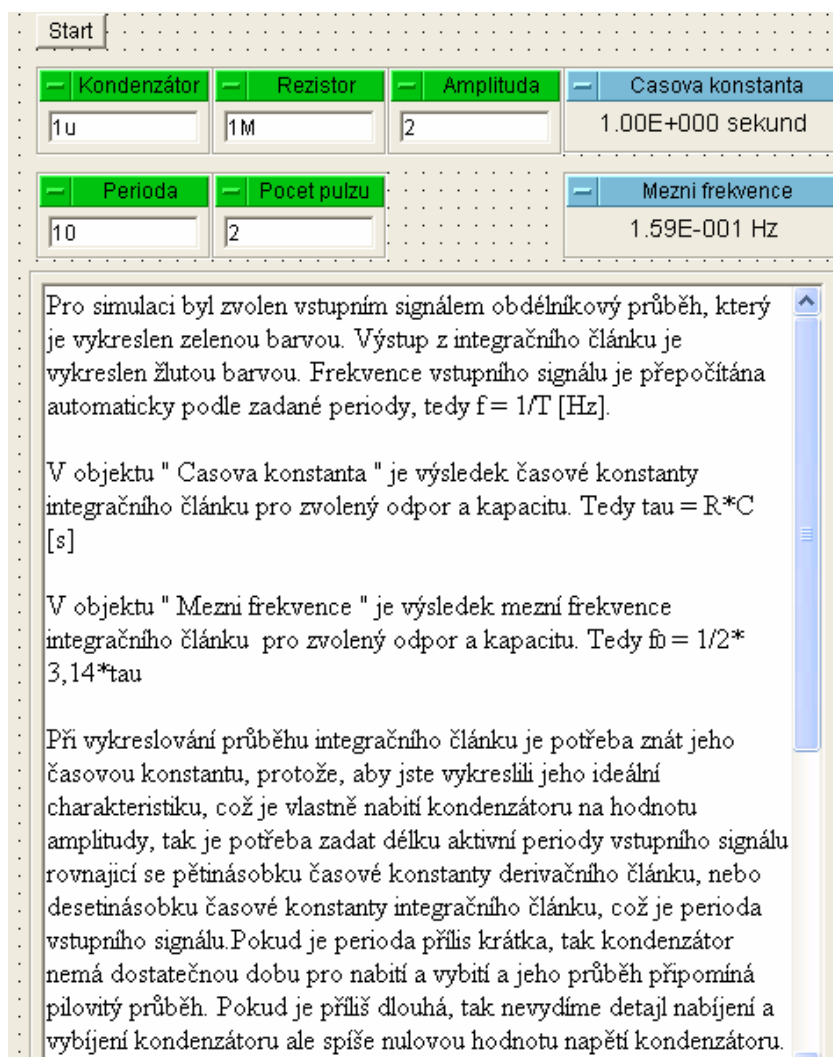 Start
Kondenzátor Rezistor Amplituda Casova konstanta
1u 1M 2 1.00E+000 sekund
Perioda Pocet pulzu Mezni frekvence
10 2 1.59E-001 Hz
Pro simulaci byl zvolen vstupním signálem obdélníkový průběh, který
je vykreslen zelenou barvou. Výstup z integračního článku je
vykreslen žlutou barvou. Frekvence vstupního signálu je přepočítána
automaticky podle zadané periody, tedy f = 1/T [Hz].
V objektu " Casova konstanta " je výsledek časové konstanty
integračního článku pro zvolený odpor a kapacitu. Tedy tau = R*C
[s]
V objektu " Mezni frekvence " je výsledek mezní frekvence
integračního článku pro zvolený odpor a kapacitu. Tedy fo = 1/2*
3,14*tau
Při vykreslování průběhu integračního článku je potřeba znát jeho
časovou konstantu, protože, aby jste vykreslili jeho ideální
charakteristiku, což je vlastně nabití kondenzátoru na hodnotu
amplitudy, tak je potřeba zadat délku aktivní periody vstupního signálu
rovnajicí se pětinásobku časové konstanty derivačního článku, nebo
desetinásobku časové konstanty integračního článku, což je perioda
vstupního signálu.Pokud je perioda přílis krátka, tak kondenzátor
nemá dostatečnou dobu pro nabití a vybití a jeho průběh připomíná
pilovitý průběh. Pokud je příliš dlouhá, tak nevydíme detajl nabíjení a
vybíjení kondenzátoru ale spíše nulovou hodnotu napětí kondenzátoru.